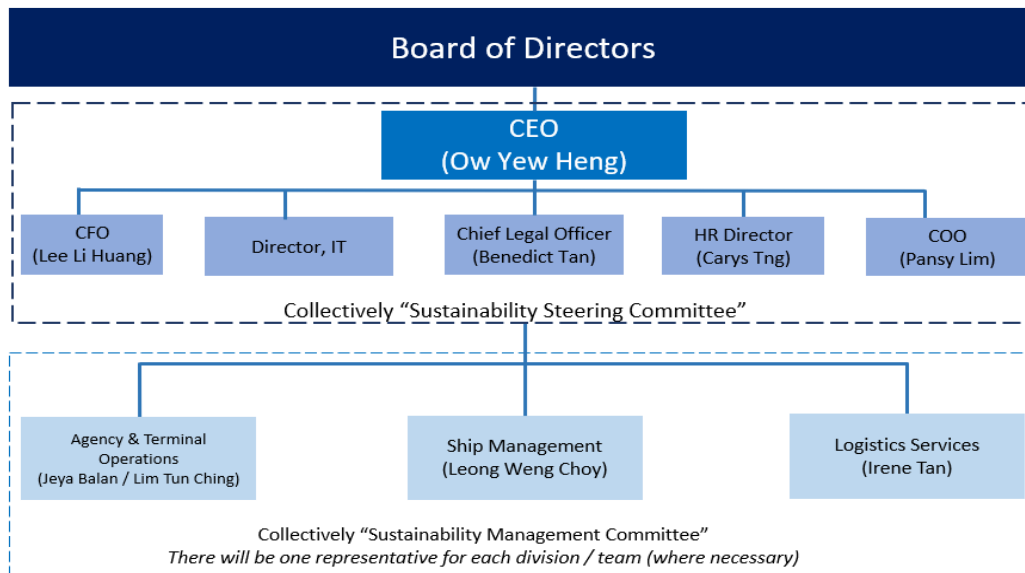 Board of Directors
CEO
(Ow Yew Heng)
CFO
(Lee Li Huang)
Director, IT
Chief Legal Officer
(Benedict Tan)
HR Director
(Carys Tng)
COO
(Pansy Lim)
Collectively “Sustainability Steering Committee”
Agency & Terminal
Operations
(Jeya Balan / Lim Tun Ching)
Ship Management
(Leong Weng Choy)
Logistics Services
(Irene Tan)
Collectively “Sustainability Management Committee”
There will be one representative for each division / team (where necessary)